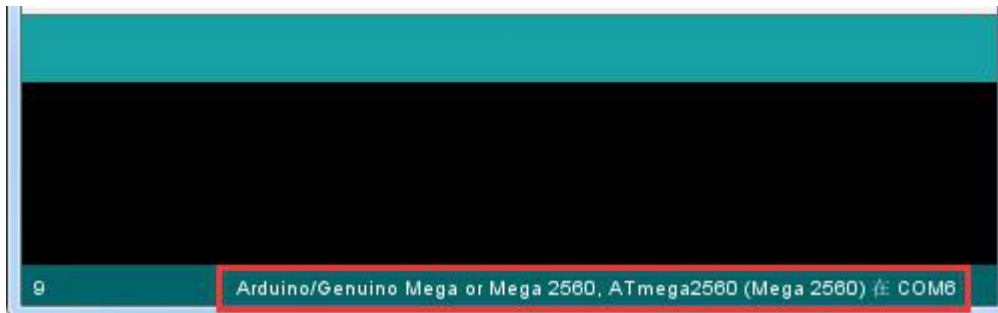 9 Arduino/Genuino Mega or Mega 2560, ATmega2560 (Mega 2560) 在 COM6